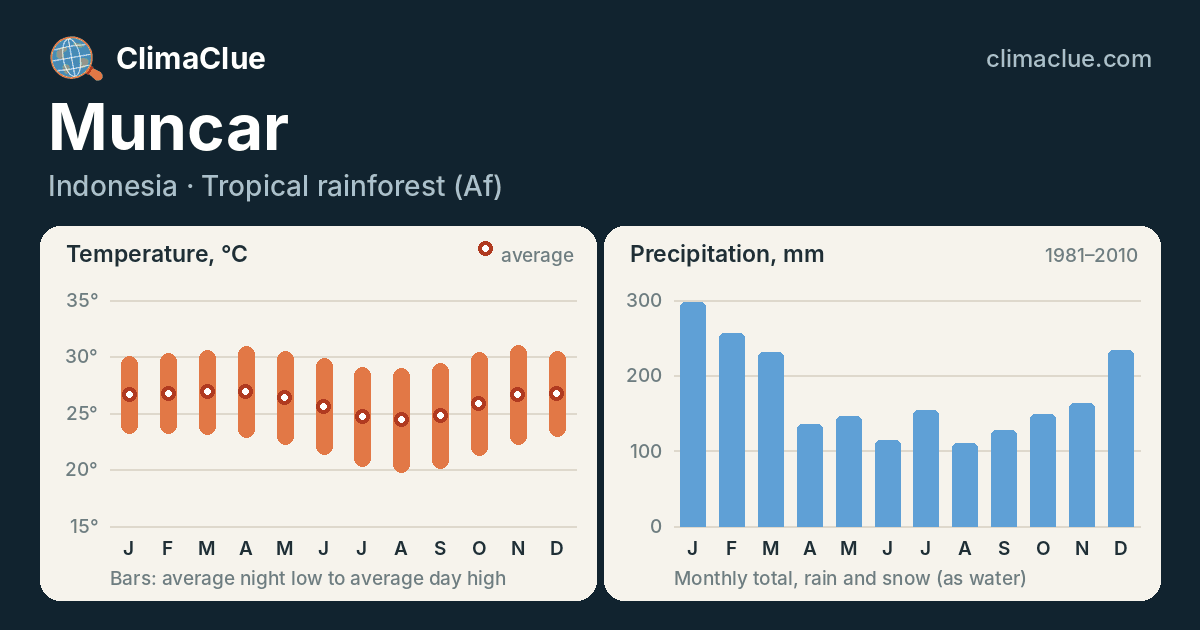 ClimaClue
climaclue.com
Muncar
Indonesia · Tropical rainforest (Af)
Temperature, °C
average
35°
30°
25°
20°
15°
J F M A M J J A S O N D
Bars: average night low to average day high
Precipitation, mm
1981–2010
300
200
100
0
J F M A M J J A S O N D
Monthly total, rain and snow (as water)